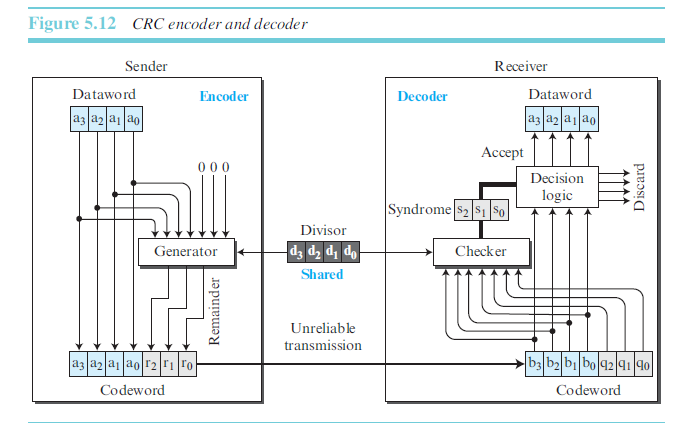 Figure 5.12 CRC encoder and decoder
Sender
Receiver
Dataword
Encoder
Decoder
Dataword
a3 a2 a1 a0
a3 a2 a1 a0
Accept
0 0 0
Decision
logic
Discard
Syndrome s2 s1 s0
Divisor
Generator
d3 d2 d1 d0
Checker
Shared
Remainder
Unreliable
transmission
a3 a2 a1 a0 r2 r1 r0
b3 b2 b1 b0 q2 q1 q0
Codeword
Codeword